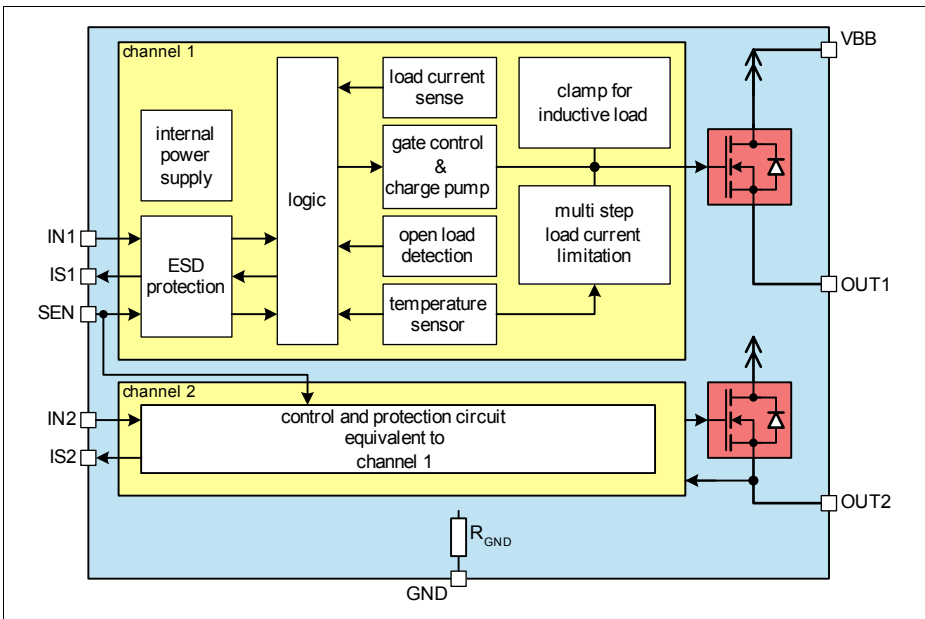 channel 1
VBB
load current
sense
clamp for
inductive load
internal
power
supply
logic
gate control
&
charge pump
multi step
load current
limitation
IN1
IS1
SEN
ESD
protection
open load
detection
temperature
sensor
OUT1
channel 2
IN2
IS2
control and protection circuit
equivalent to
channel 1
OUT2
RGND
GND